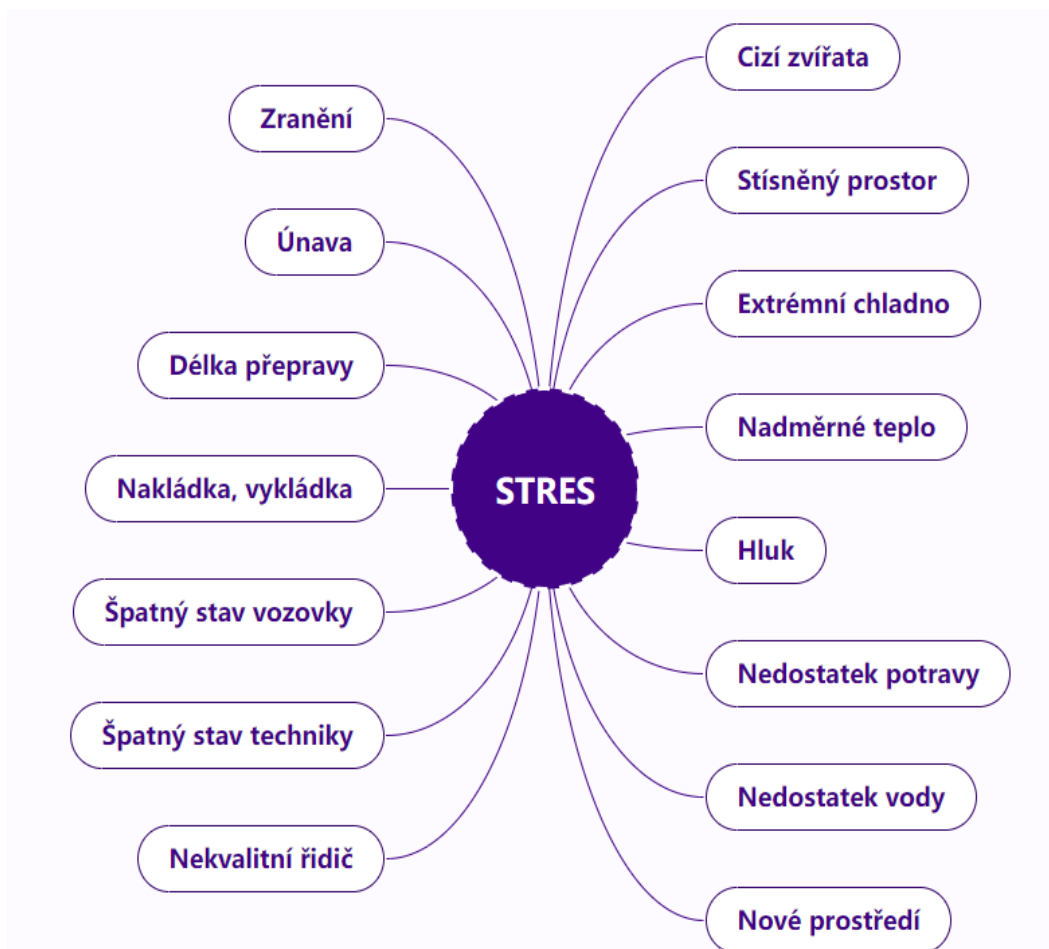 Zranění
Únava
Délka přepravy
Nakládka, vykládka
Špatný stav vozovky
Špatný stav techniky
Nekvalitní řidič
STRES
Cizí zvířata
Stísněný prostor
Extrémní chladno
Nadměrné teplo
Hluk
Nedostatek potravy
Nedostatek vody
Nové prostředí